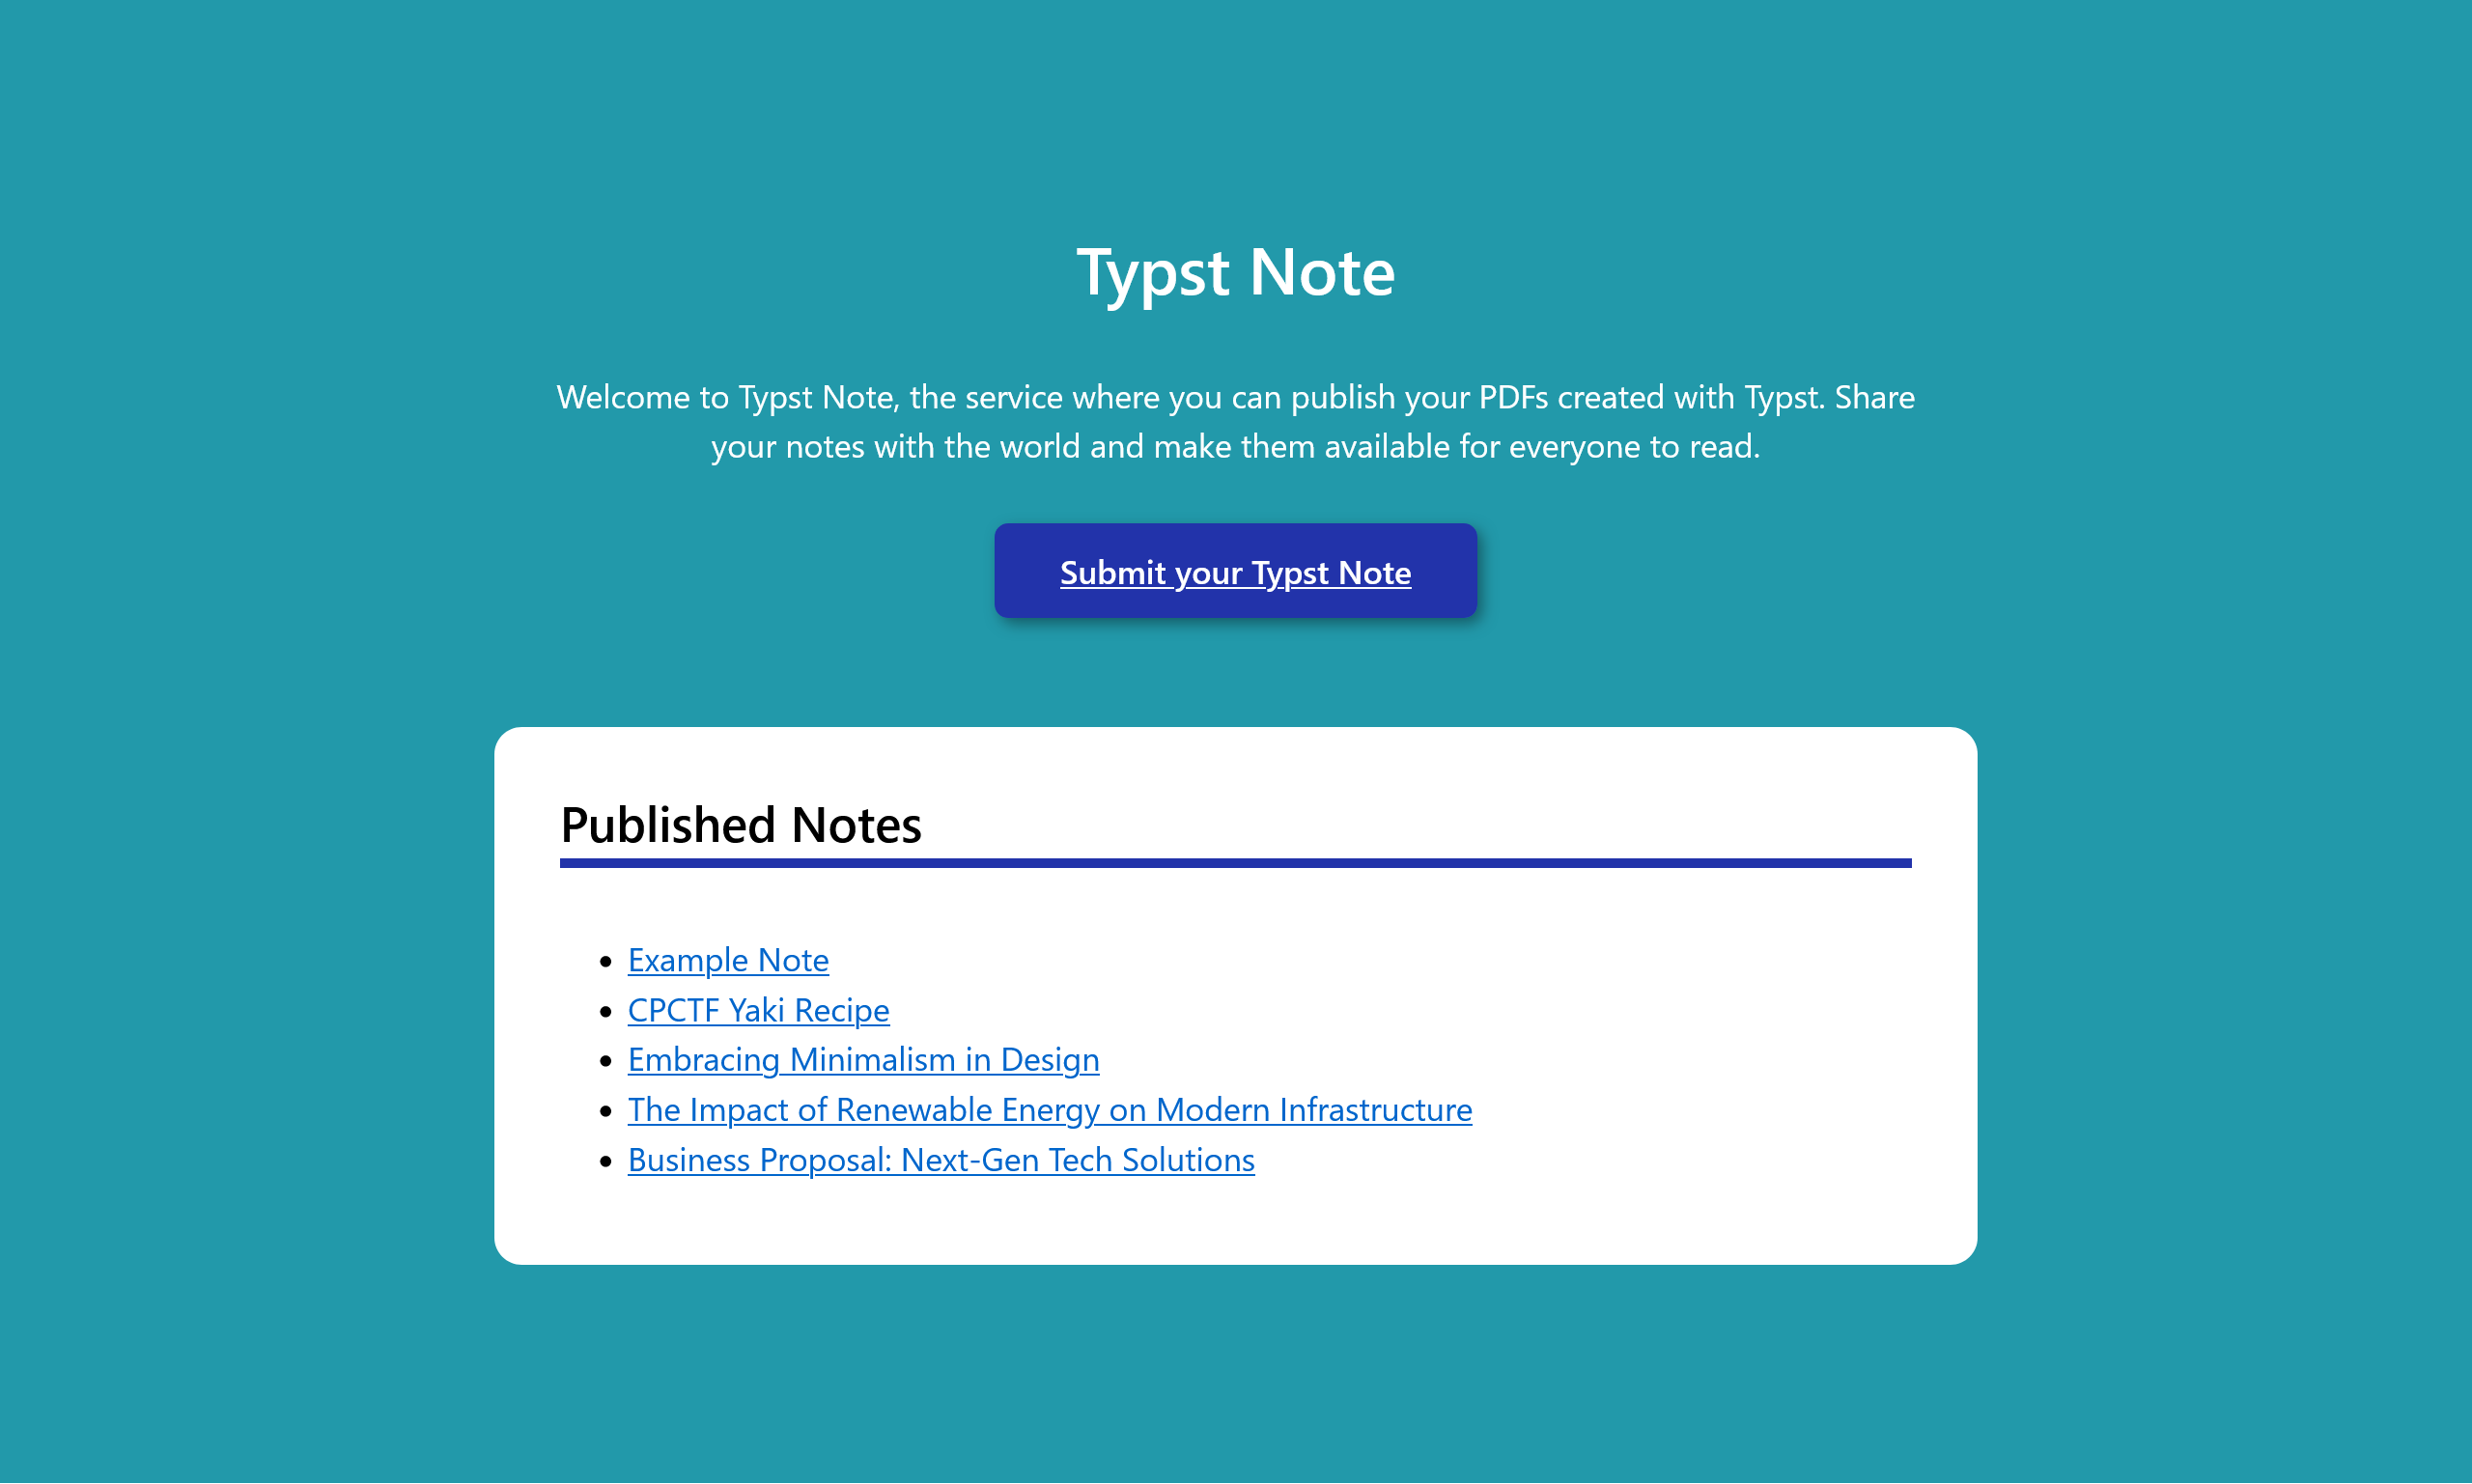 Typst Note
Welcome to Typst Note, the service where you can publish your PDFs created with Typst. Share
your notes with the world and make them available for everyone to read.
Submit your Typst Note
Published Notes
Example Note
CPCTF Yaki Recipe
Embracing Minimalism in Design
The Impact of Renewable Energy on Modern Infrastructure
Business Proposal: Next-Gen Tech Solutions